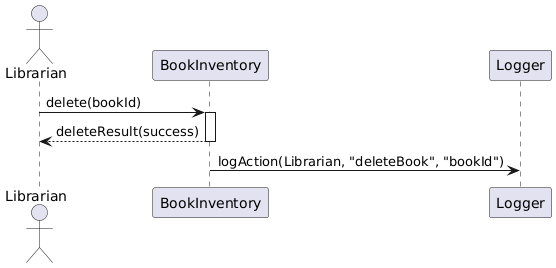 Librarian
BookInventory
Logger
delete(bookId)
deleteResult(success)
logAction(Librarian, "deleteBook", "bookId")
Librarian
BookInventory
Logger